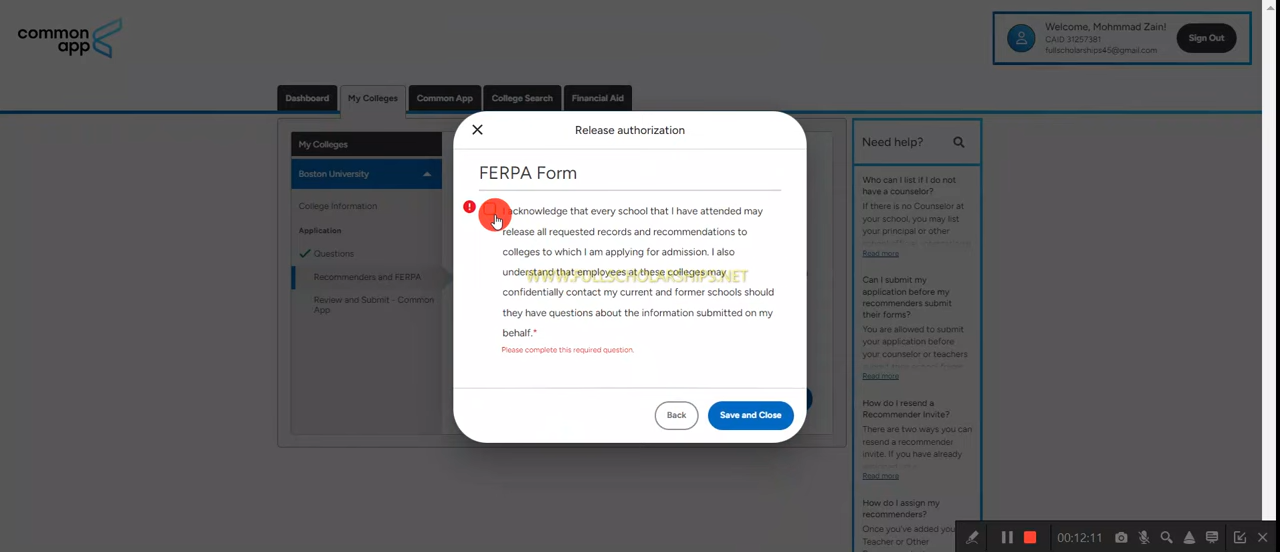 common
app
Welcome, Mohmmad Zain!
CAID 31257381
fullscholarships45@gmail.com
Sign Out
Dashboard
My Colleges
Common App
College Search
Financial Aid
My Colleges
Boston University
College Information
Application
Questions
Recommenders and FERPA
Review and Submit - Common
App
Release authorization
FERPA Form
I acknowledge that every school that I have attended may
release all requested records and recommendations to
colleges to which I am applying for admission. I also
understand that employees at these colleges may
confidentially contact my current and former schools should
they have questions about the information submitted on my
behalf.*
Please complete this required question.
WWW.FULLSCHOLARSHIPS.NET
Back
Save and Close
Need help?
Who can I list if I do not
have a counselor?
If there is no Counselor at
your school, you may list
your principal or other
Read more
Can I submit my
application before my
recommenders submit
their forms?
You are allowed to submit
your application before
your counselor or teachers
Read more
How do I resend a
Recommender Invite?
There are two ways you can
resend a recommender
invite. If you have already
Read more
How do I assign my
recommenders?
Once you've added your
Teacher or Other
00:12:11